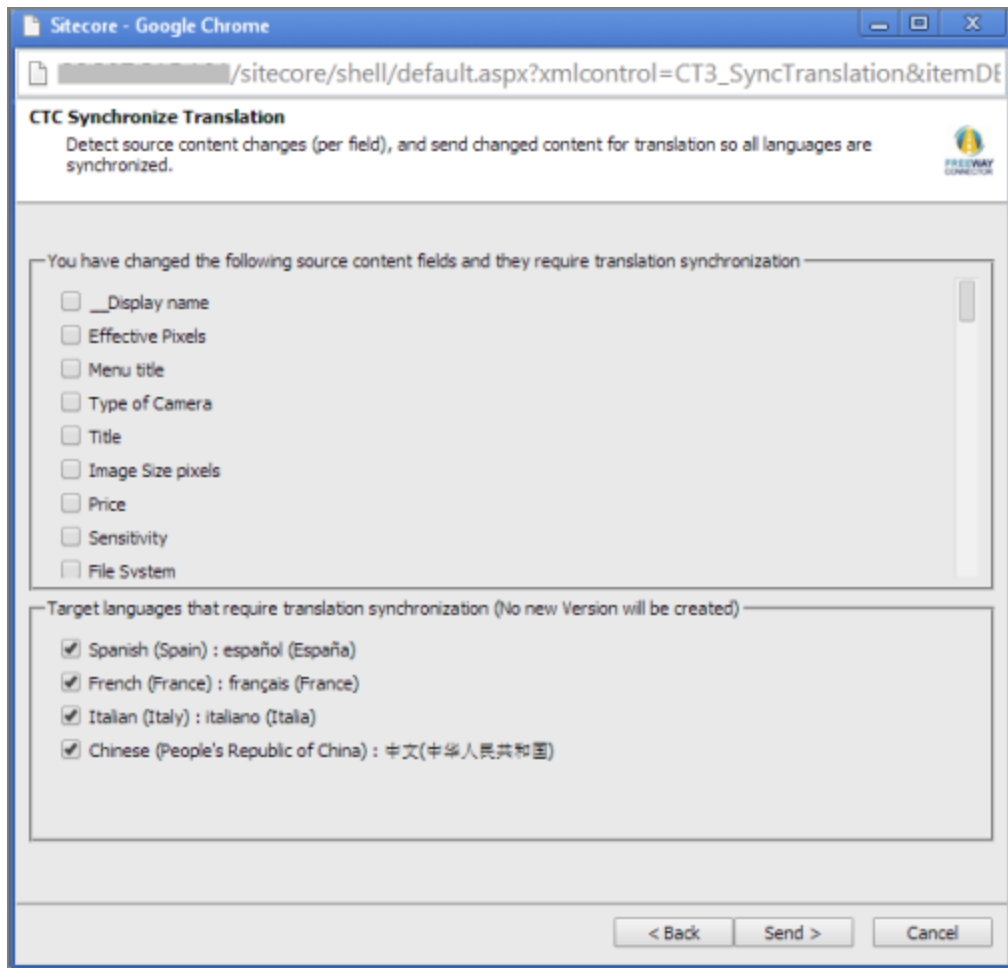 Sitecore - Google Chrome
/sitecore/shell/default.aspx?xmlcontrol=CT3_SyncTranslation&itemDE
CTC Synchronize Translation
Detect source content changes (per field), and send changed content for translation so all languages are
synchronized.
FREEWAY
CONNECTOR
You have changed the following source content fields and they require translation synchronization
__Display name
Effective Pixels
Menu title
Type of Camera
Title
Image Size pixels
Price
Sensitivity
File System
Target languages that require translation synchronization (No new Version will be created)
Spanish (Spain) : español (España)
French (France) : français (France)
Italian (Italy) : italiano (Italia)
Chinese (People's Republic of China) : 中文(中华人民共和国)
< Back Send > Cancel